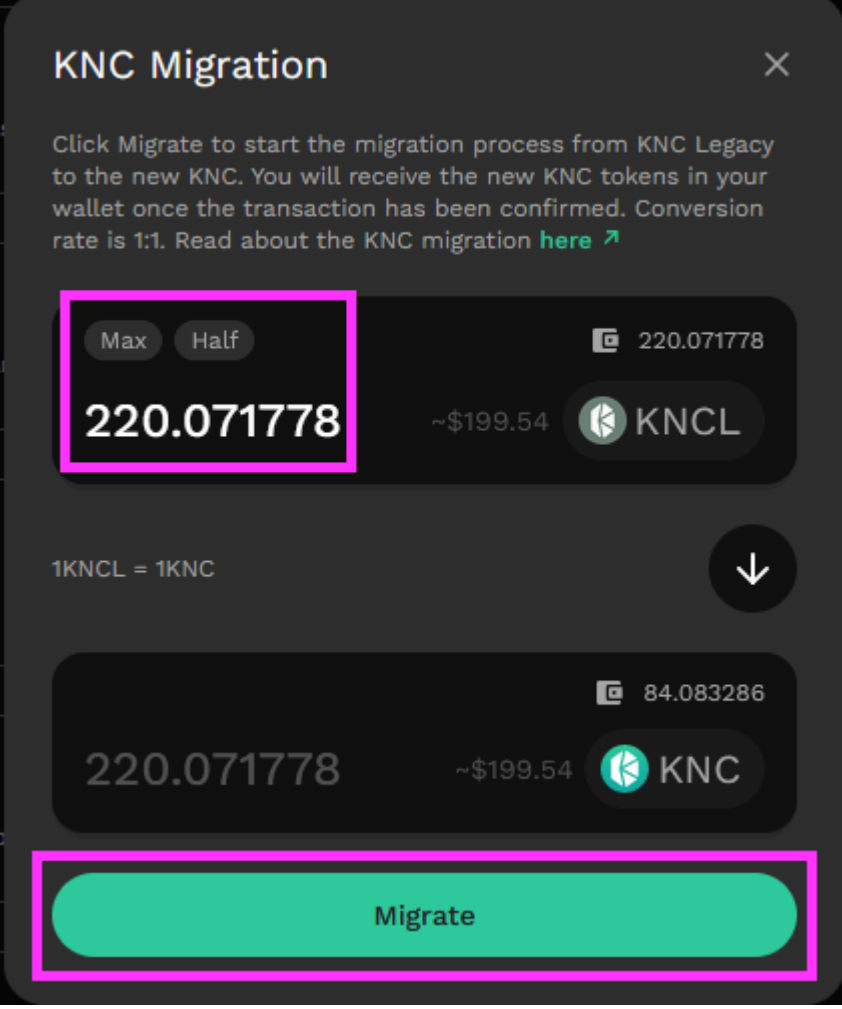 KNC Migration
Click Migrate to start the migration process from KNC Legacy
to the new KNC. You will receive the new KNC tokens in your
wallet once the transaction has been confirmed. Conversion
rate is 1:1. Read about the KNC migration here ↗
Max Half 220.071778
220.071778 ~$199.54 KNCL
1KNCL = 1KNC
84.083286
220.071778 ~$199.54 KNC
Migrate